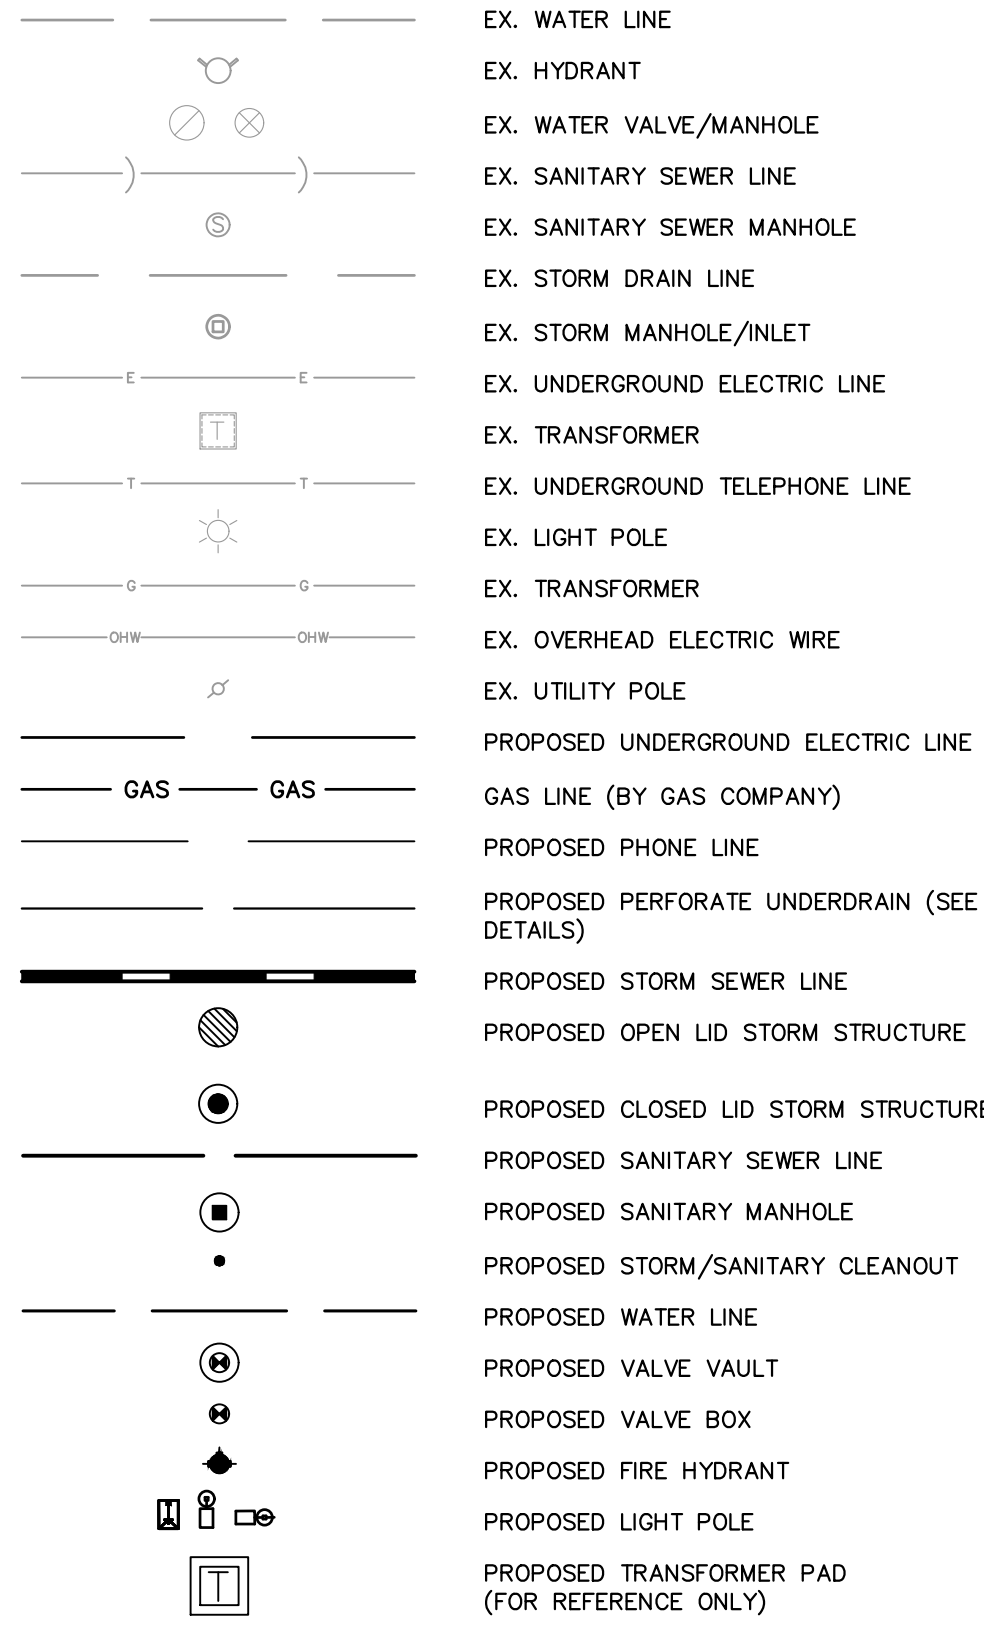 EX. WATER LINE
EX. HYDRANT
EX. WATER VALVE/MANHOLE
EX. SANITARY SEWER LINE
S EX. SANITARY SEWER MANHOLE
EX. STORM DRAIN LINE
EX. STORM MANHOLE/INLET
E E EX. UNDERGROUND ELECTRIC LINE
T EX. TRANSFORMER
T T EX. UNDERGROUND TELEPHONE LINE
EX. LIGHT POLE
G G EX. TRANSFORMER
OHW OHW EX. OVERHEAD ELECTRIC WIRE
EX. UTILITY POLE
PROPOSED UNDERGROUND ELECTRIC LINE
GAS GAS GAS LINE (BY GAS COMPANY)
PROPOSED PHONE LINE
PROPOSED PERFORATE UNDERDRAIN (SEE
DETAILS)
PROPOSED STORM SEWER LINE
PROPOSED OPEN LID STORM STRUCTURE
PROPOSED CLOSED LID STORM STRUCTURE
PROPOSED SANITARY SEWER LINE
PROPOSED SANITARY MANHOLE
PROPOSED STORM/SANITARY CLEANOUT
PROPOSED WATER LINE
PROPOSED VALVE VAULT
PROPOSED VALVE BOX
PROPOSED FIRE HYDRANT
PROPOSED LIGHT POLE
T PROPOSED TRANSFORMER PAD
(FOR REFERENCE ONLY)